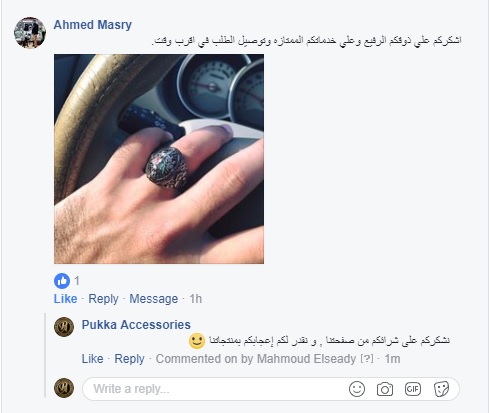 Ahmed Masry
اشكركم علي ذوقكم الرفيع وعلي خدماتكم الممتازه وتوصيل الطلب في اقرب وقت.
1
Like · Reply · Message · 1h
Pukka Accessories
نشكركم على شرائكم من صفحتنا , و نقدر لكم إعجابكم بمنتجاتنا
Like · Reply · Commented on by Mahmoud Elseady [?] · 1m
Write a reply...
GIF